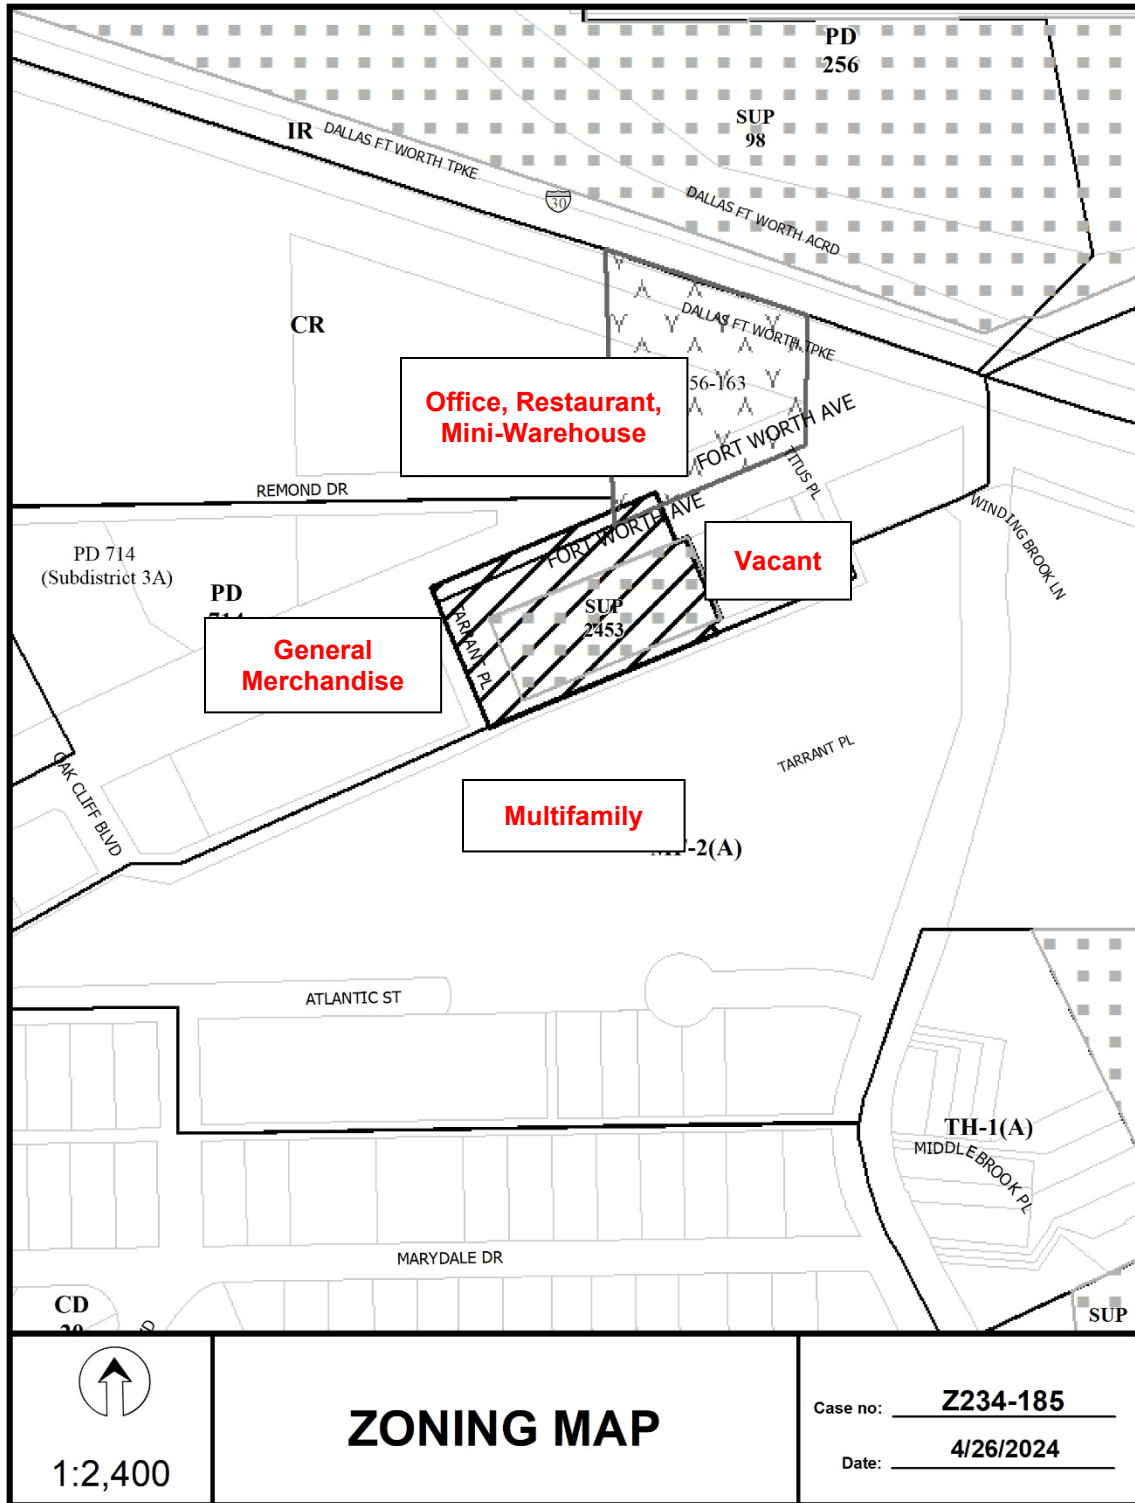 PD
256
SUP
98
IR
DALLAS FT WORTH TPKE
30
DALLAS FT WORTH ACRD
CR
DALLAS FT WORTH TPKE
56-163
Office, Restaurant,
Mini-Warehouse
FORT WORTH AVE
TITUS PL
REMOND DR
FORT WORTH AVE
WINDING BROOK LN
PD 714
(Subdistrict 3A)
Vacant
PD
714
SUP
2453
TARRANT PL
General
Merchandise
TARRANT PL
OAK CLIFF BLVD
Multifamily
MF-2(A)
ATLANTIC ST
TH-1(A)
MIDDLEBROOK PL
MARYDALE DR
CD
20
SUP
1:2,400
ZONING MAP
Case no: Z234-185
Date: 4/26/2024